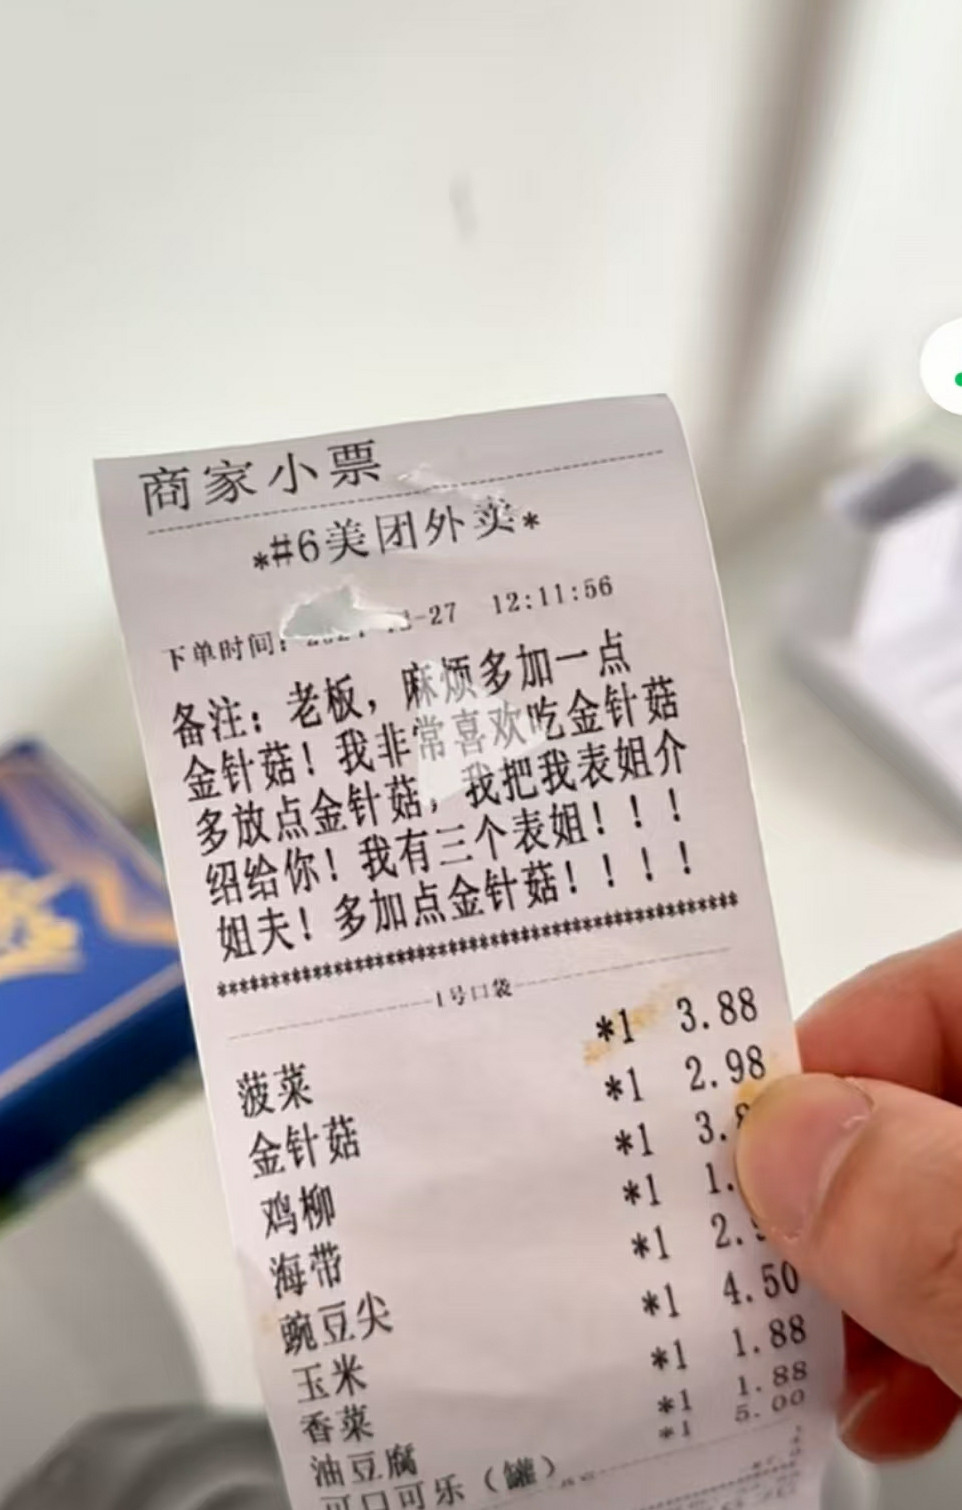 商家小票
*#6美团外卖*
下单时间: -27 12:11:56
备注：老板，麻烦多加一点
金针菇！我非常喜欢吃金针菇
多放点金针菇，我把我表姐介
绍给你！我有三个表姐！！！
姐夫！多加点金针菇！！！！
**********************************************
1号口袋
菠菜 *1 3.88
金针菇 *1 2.98
鸡柳 *1 3.
海带 *1 1.
豌豆尖 *1 2.
玉米 *1 4.50
香菜 *1 1.88
油豆腐 *1 1.88
可口可乐（罐） *1 5.00